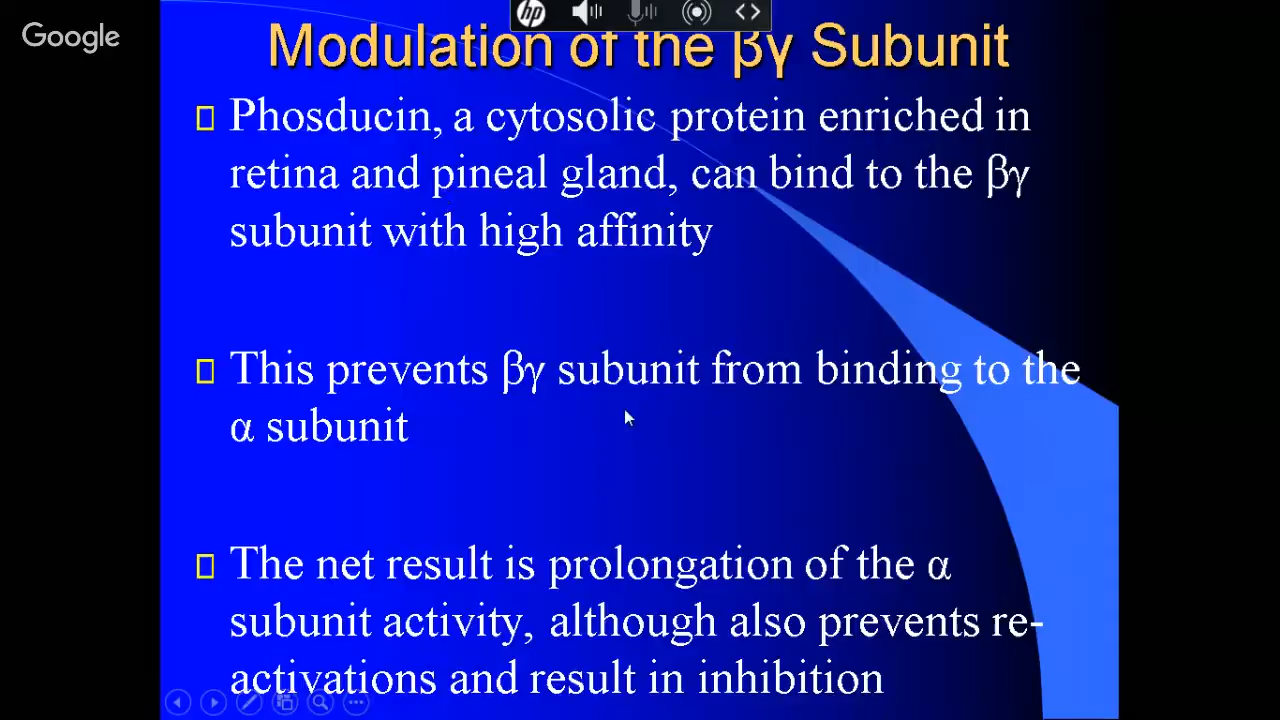 Google
hp
Modulation of the βγ Subunit
Phosducin, a cytosolic protein enriched in
retina and pineal gland, can bind to the βγ
subunit with high affinity
This prevents βγ subunit from binding to the
α subunit
The net result is prolongation of the α
subunit activity, although also prevents re-
activations and result in inhibition